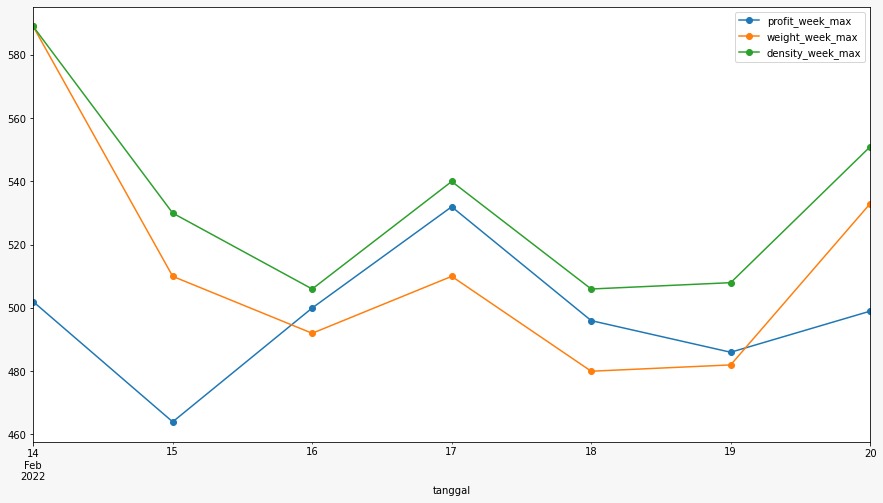 profit_week_max
weight_week_max
density_week_max
580
560
540
520
500
480
460
14 15 16 17 18 19 20
Feb
2022
tanggal